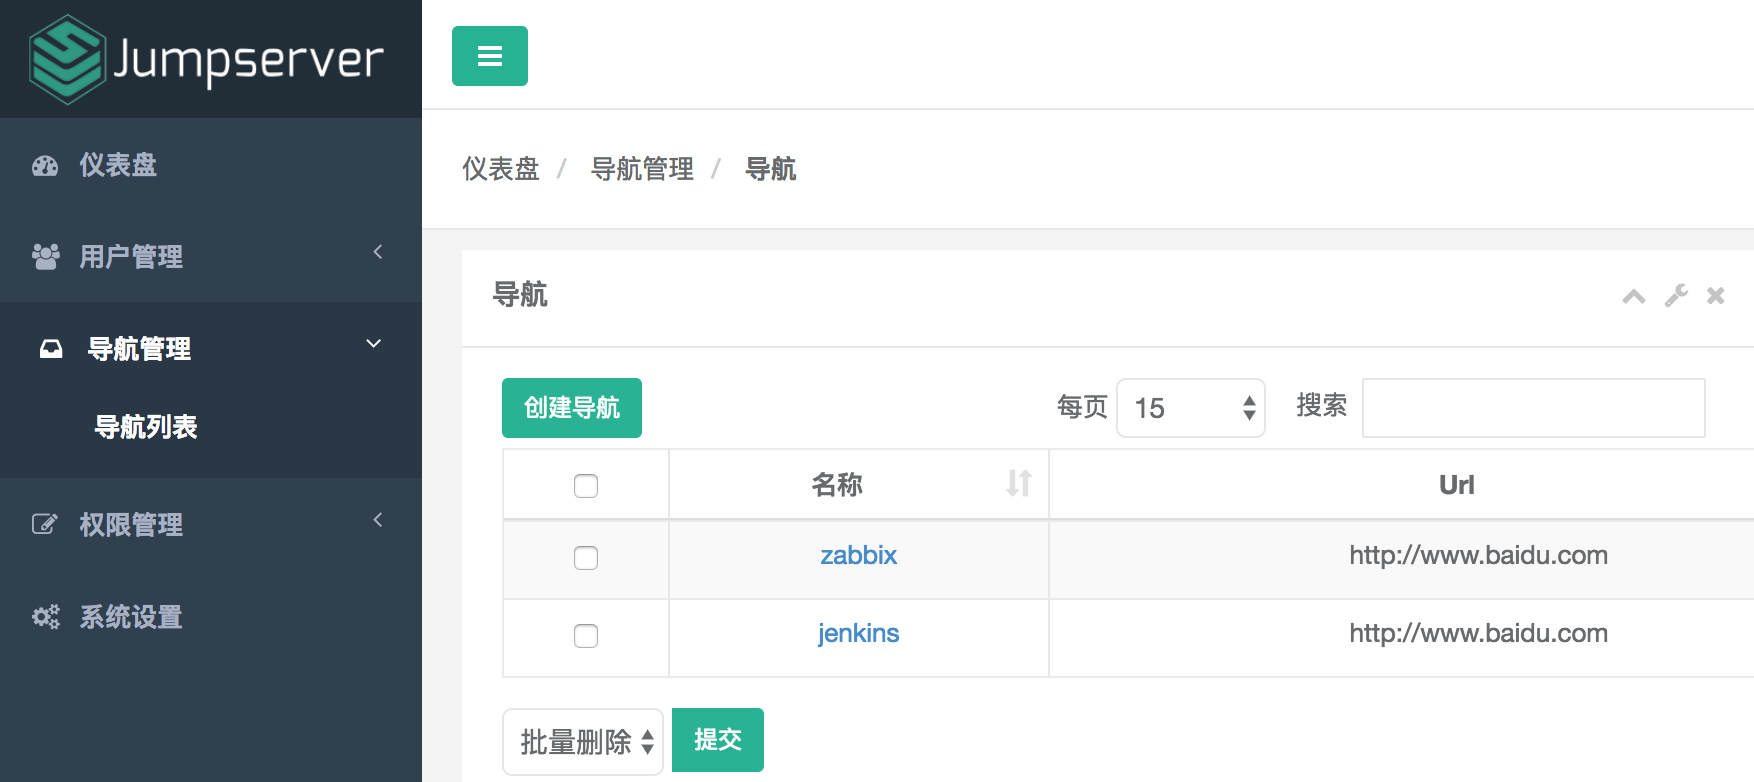 Jumpserver
仪表盘
用户管理
导航管理
导航列表
权限管理
系统设置
仪表盘 / 导航管理 / 导航
导航
创建导航 每页 15 搜索
名称 Url
zabbix http://www.baidu.com
jenkins http://www.baidu.com
批量删除 提交